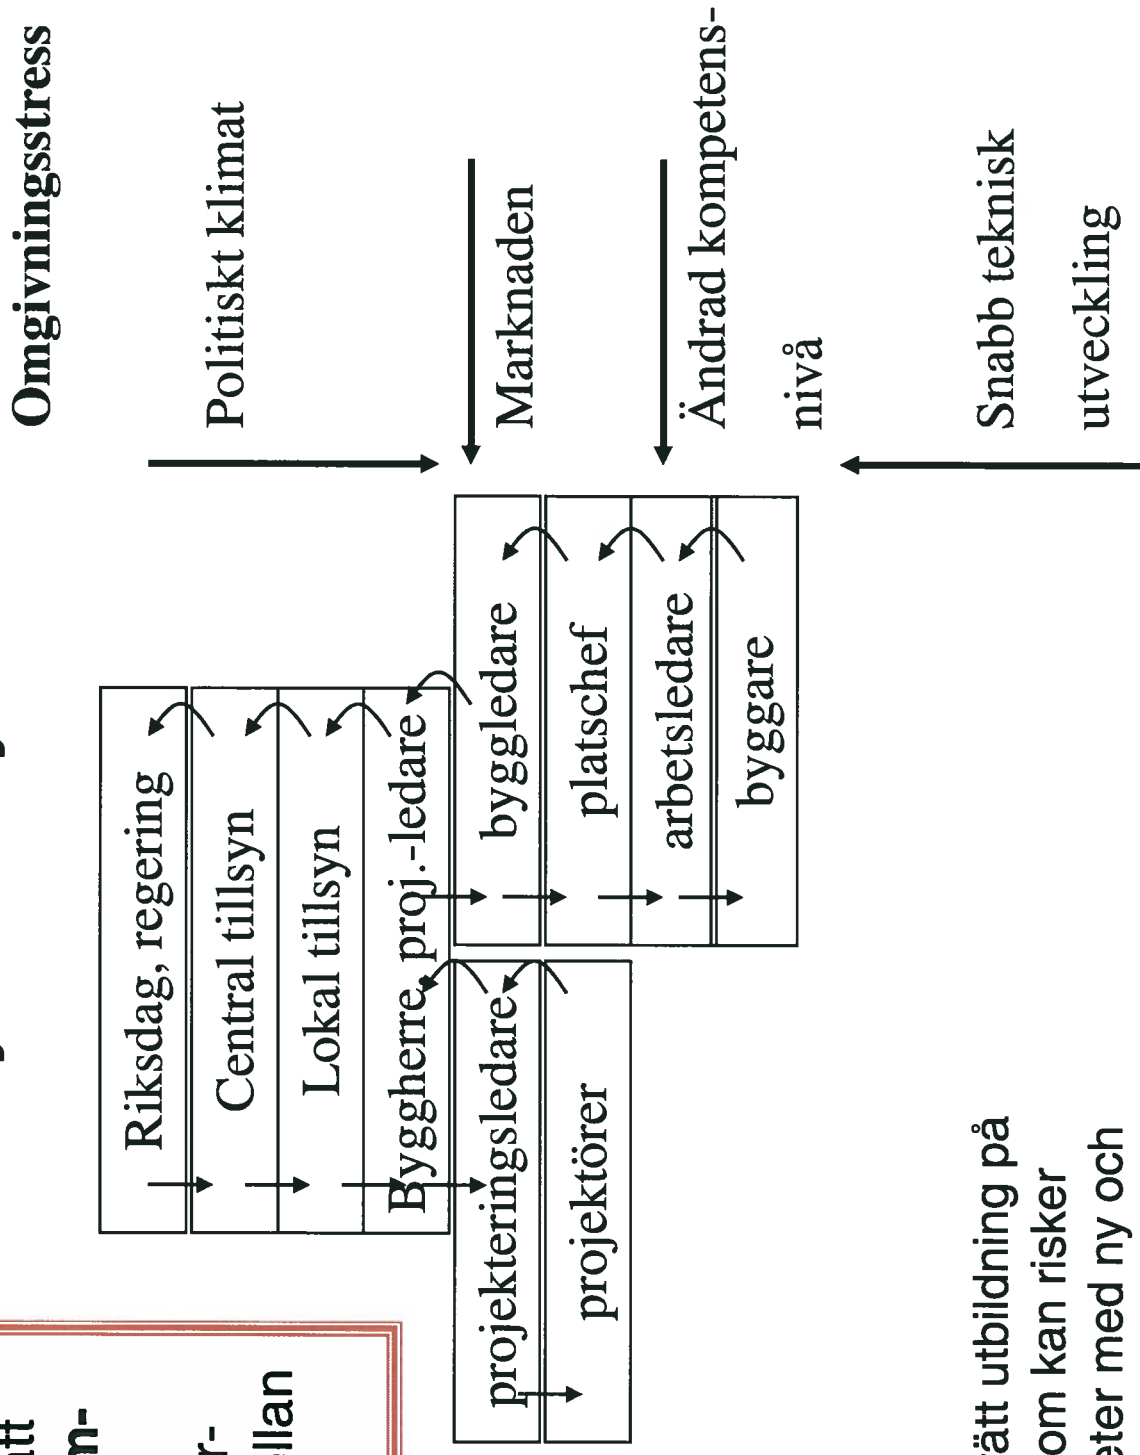 m-
r-
llan
Omgivningsstress
Riksdag, regering
Politiskt klimat
Central tillsyn
Lokal tillsyn
Byggherre, proj.-ledare
projekteringsledare
byggledare
Marknaden
projektörer
platschef
arbetsledare
Ändrad kompetens-
nivå
byggare
rätt utbildning på
om kan risker
eter med ny och
Snabb teknisk
utveckling